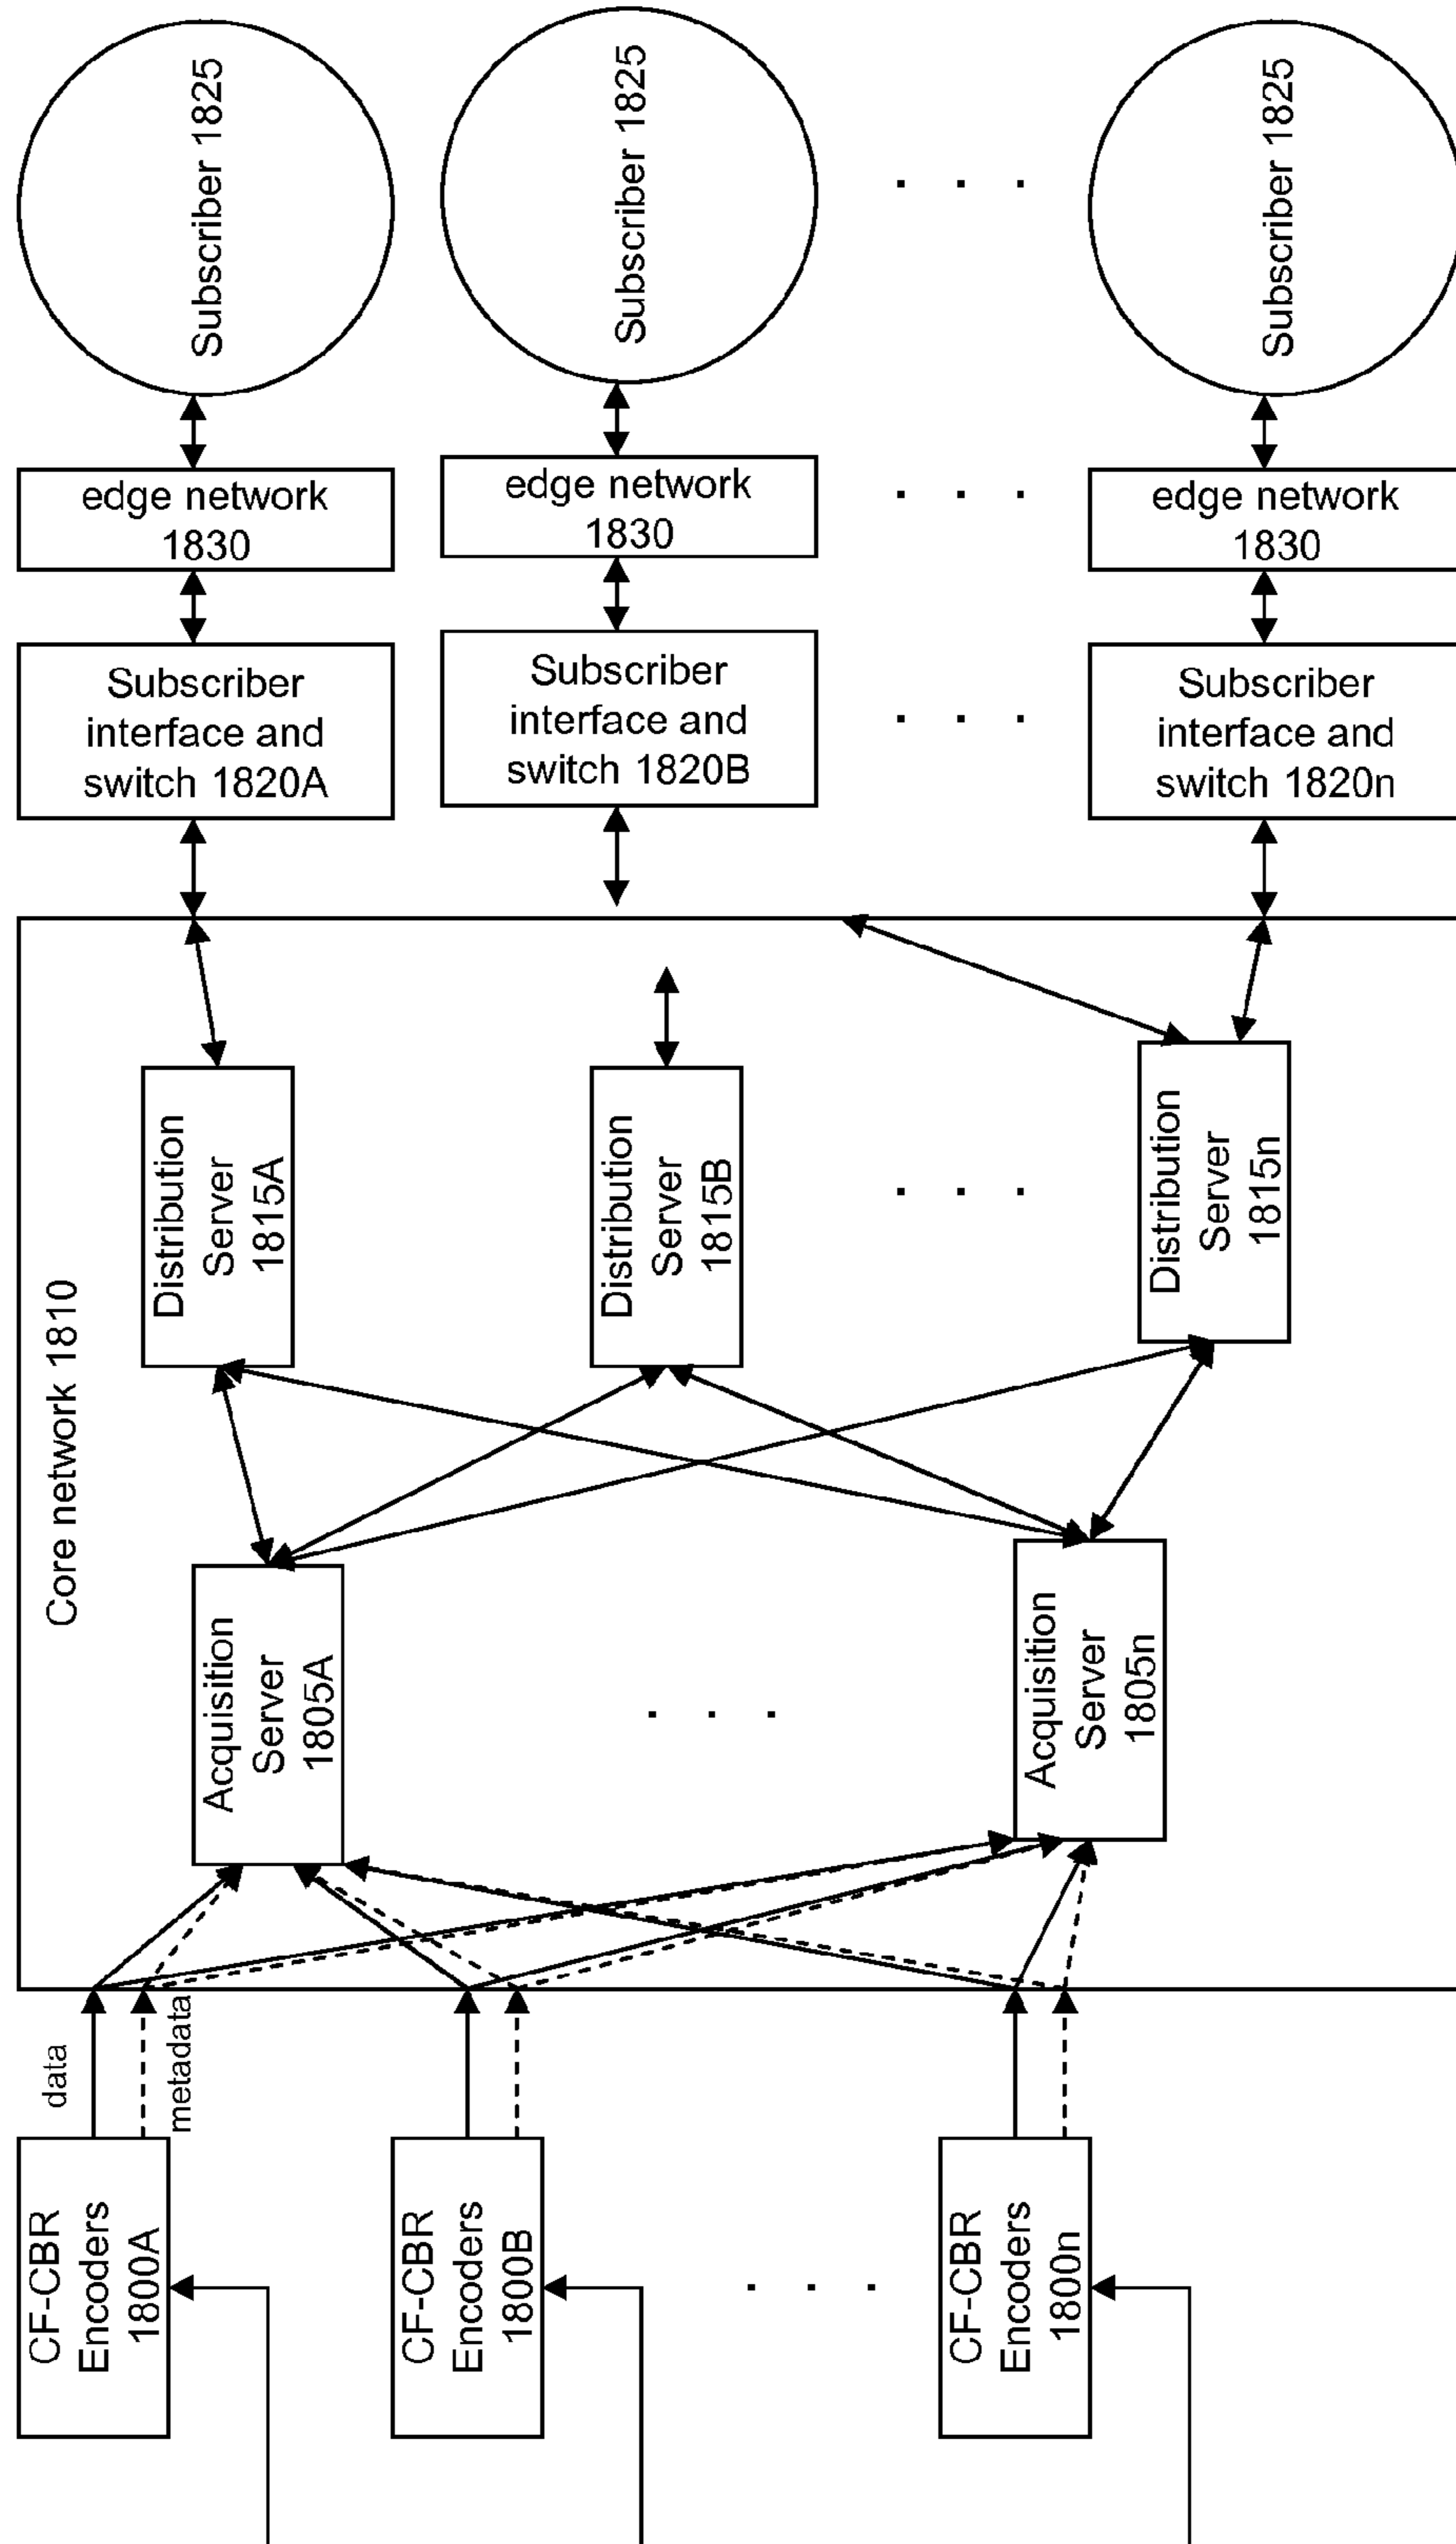 Subscriber 1825
Subscriber 1825
Subscriber 1825
edge network
1830
edge network
1830
edge network
1830
Subscriber
interface and
switch 1820A
Subscriber
interface and
switch 1820B
Subscriber
interface and
switch 1820n
Core network 1810
Distribution
Server
1815A
Distribution
Server
1815B
Distribution
Server
1815n
Acquisition
Server
1805A
Acquisition
Server
1805n
data
metadata
CF-CBR
Encoders
1800A
CF-CBR
Encoders
1800B
CF-CBR
Encoders
1800n